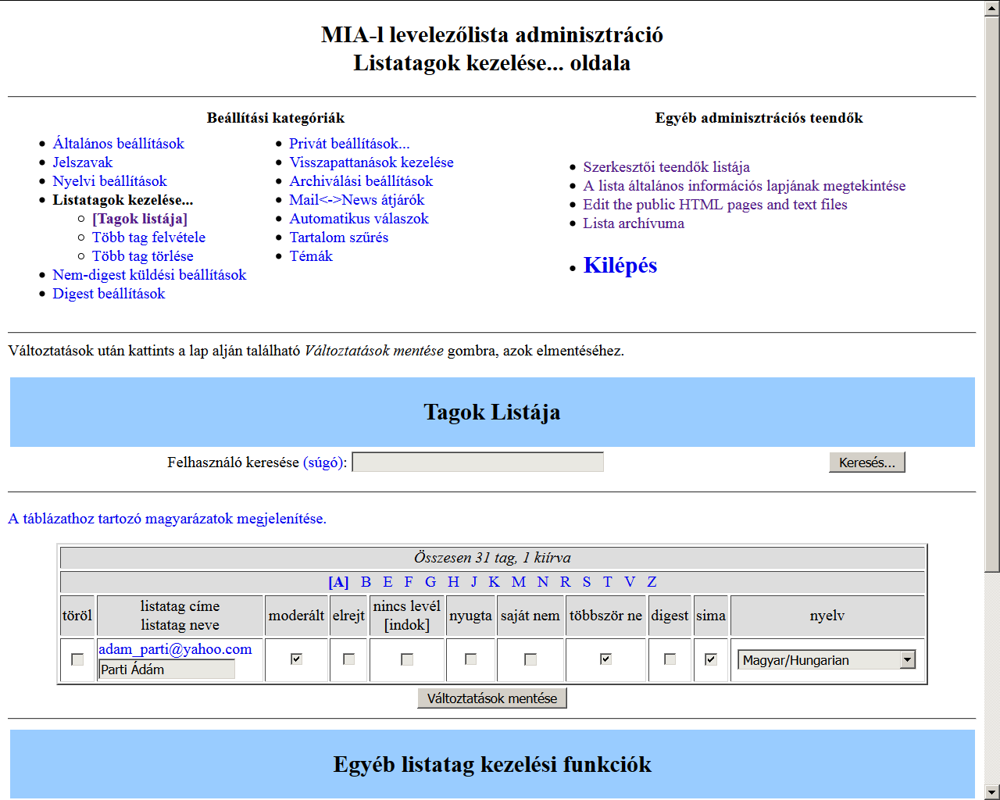 MIA-l levelezőlista adminisztráció
Listatagok kezelése... oldala
Beállítási kategóriák
Általános beállítások
Jelszavak
Nyelvi beállítások
Listatagok kezelése...
[Tagok listája]
Több tag felvétele
Több tag törlése
Nem-digest küldési beállítások
Digest beállítások
Privát beállítások...
Visszapattanások kezelése
Archiválási beállítások
Mail<->News átjárók
Automatikus válaszok
Tartalom szűrés
Témák
Egyéb adminisztrációs teendők
Szerkesztői teendők listája
A lista általános információs lapjának megtekintése
Edit the public HTML pages and text files
Lista archívuma
Kilépés
Változtatások után kattints a lap alján található Változtatások mentése gombra, azok elmentéséhez.
Tagok Listája
Felhasználó keresése (súgó): Keresés...
A táblázathoz tartozó magyarázatok megjelenítése.
Összesen 31 tag, 1 kiírva
[A] B E F G H J K M N R S T V Z
töröl
listatag címe
listatag neve
moderált
elrejt
nincs levél
[indok]
nyugta
saját nem
többször ne
digest
sima
nyelv
adam_parti@yahoo.com
Parti Ádám
Magyar/Hungarian
Változtatások mentése
Egyéb listatag kezelési funkciók